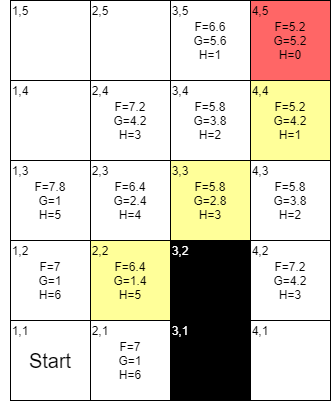 1,5
2,5
3,5
F=6.6
G=5.6
H=1
4,5
F=5.2
G=5.2
H=0
1,4
2,4
F=7.2
G=4.2
H=3
3,4
F=5.8
G=3.8
H=2
4,4
F=5.2
G=4.2
H=1
1,3
F=7.8
G=1
H=5
2,3
F=6.4
G=2.4
H=4
3,3
F=5.8
G=2.8
H=3
4,3
F=5.8
G=3.8
H=2
1,2
F=7
G=1
H=6
2,2
F=6.4
G=1.4
H=5
3,2
4,2
F=7.2
G=4.2
H=3
1,1
Start
2,1
F=7
G=1
H=6
3,1
4,1